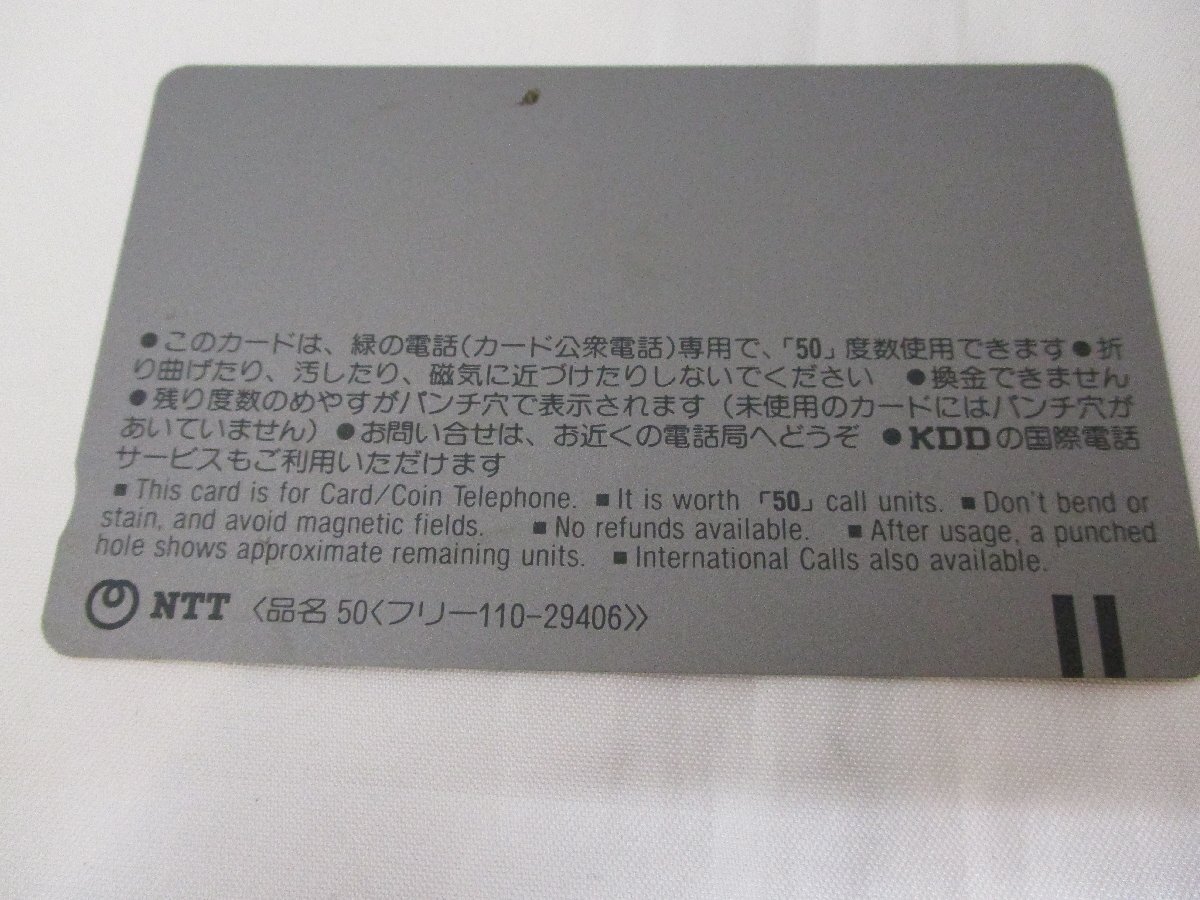 ●このカードは、緑の電話(カード公衆電話)専用で、「50」度数使用できます●折
り曲げたり、汚したり、磁気に近づけたりしないでください ●換金できません
●残り度数のめやすがパンチ穴で表示されます(未使用のカードにはパンチ穴が
あいていません)●お問い合せは、お近くの電話局へどうぞ ●KDDの国際電話
サービスもご利用いただけます
■This card is for Card/Coin Telephone. ■It is worth 「50」 call units. ■Don't bend or
stain, and avoid magnetic fields. ■No refunds available. ■After usage, a punched
hole shows approximate remaining units. ■International Calls also available.
NTT 〈品名 50〈フリー110-29406〉〉